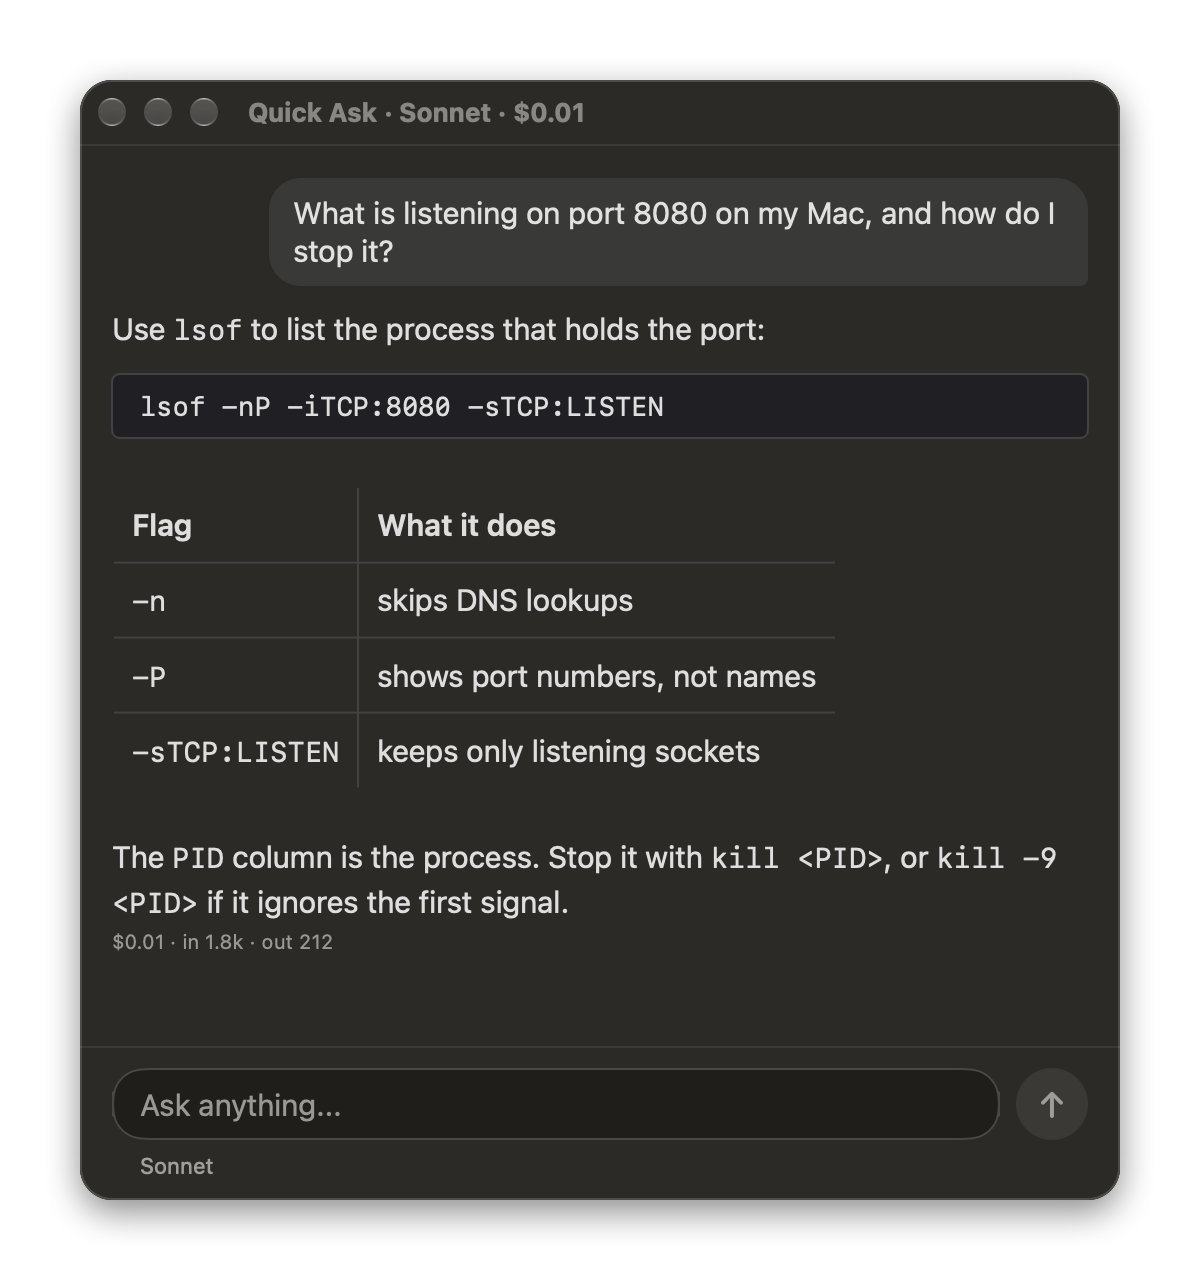 Quick Ask · Sonnet · $0.01
What is listening on port 8080 on my Mac, and how do I
stop it?
Use lsof to list the process that holds the port:
lsof -nP -iTCP:8080 -sTCP:LISTEN
Flag What it does
-n skips DNS lookups
-P shows port numbers, not names
-sTCP:LISTEN keeps only listening sockets
The PID column is the process. Stop it with kill <PID>, or kill -9
<PID> if it ignores the first signal.
$0.01 · in 1.8k · out 212
Ask anything...
Sonnet